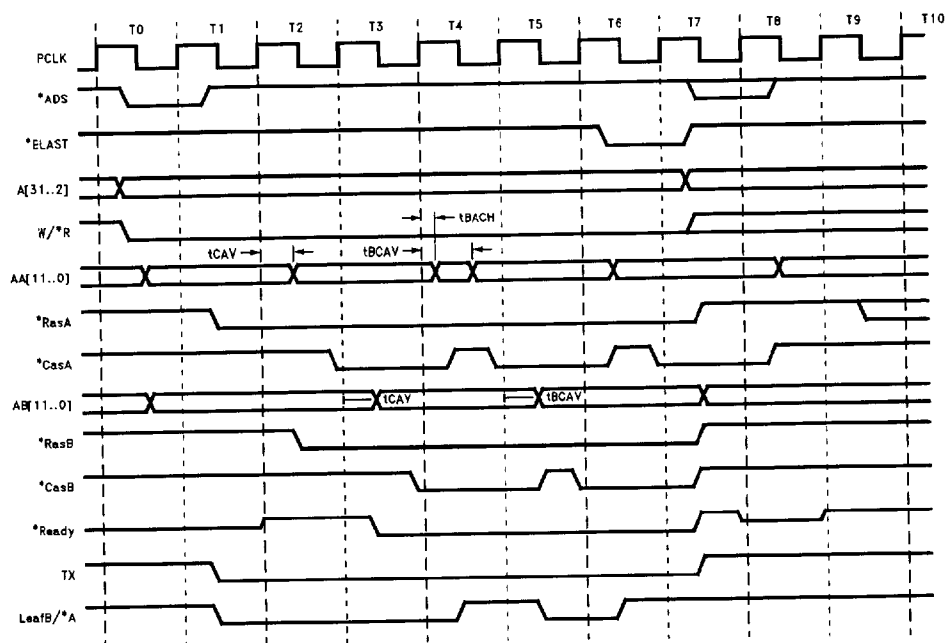 T0 T1 T2 T3 T4 T5 T6 T7 T8 T9 T10
PCLK
*ADS
*ELAST
A[31..2]
tBACH
W/*R
tCAV tBCAV
AA[11..0]
*RasA
*CasA
AB[11..0] tCAV tBCAV
*RasB
*CasB
*Ready
TX
LeafB/*A